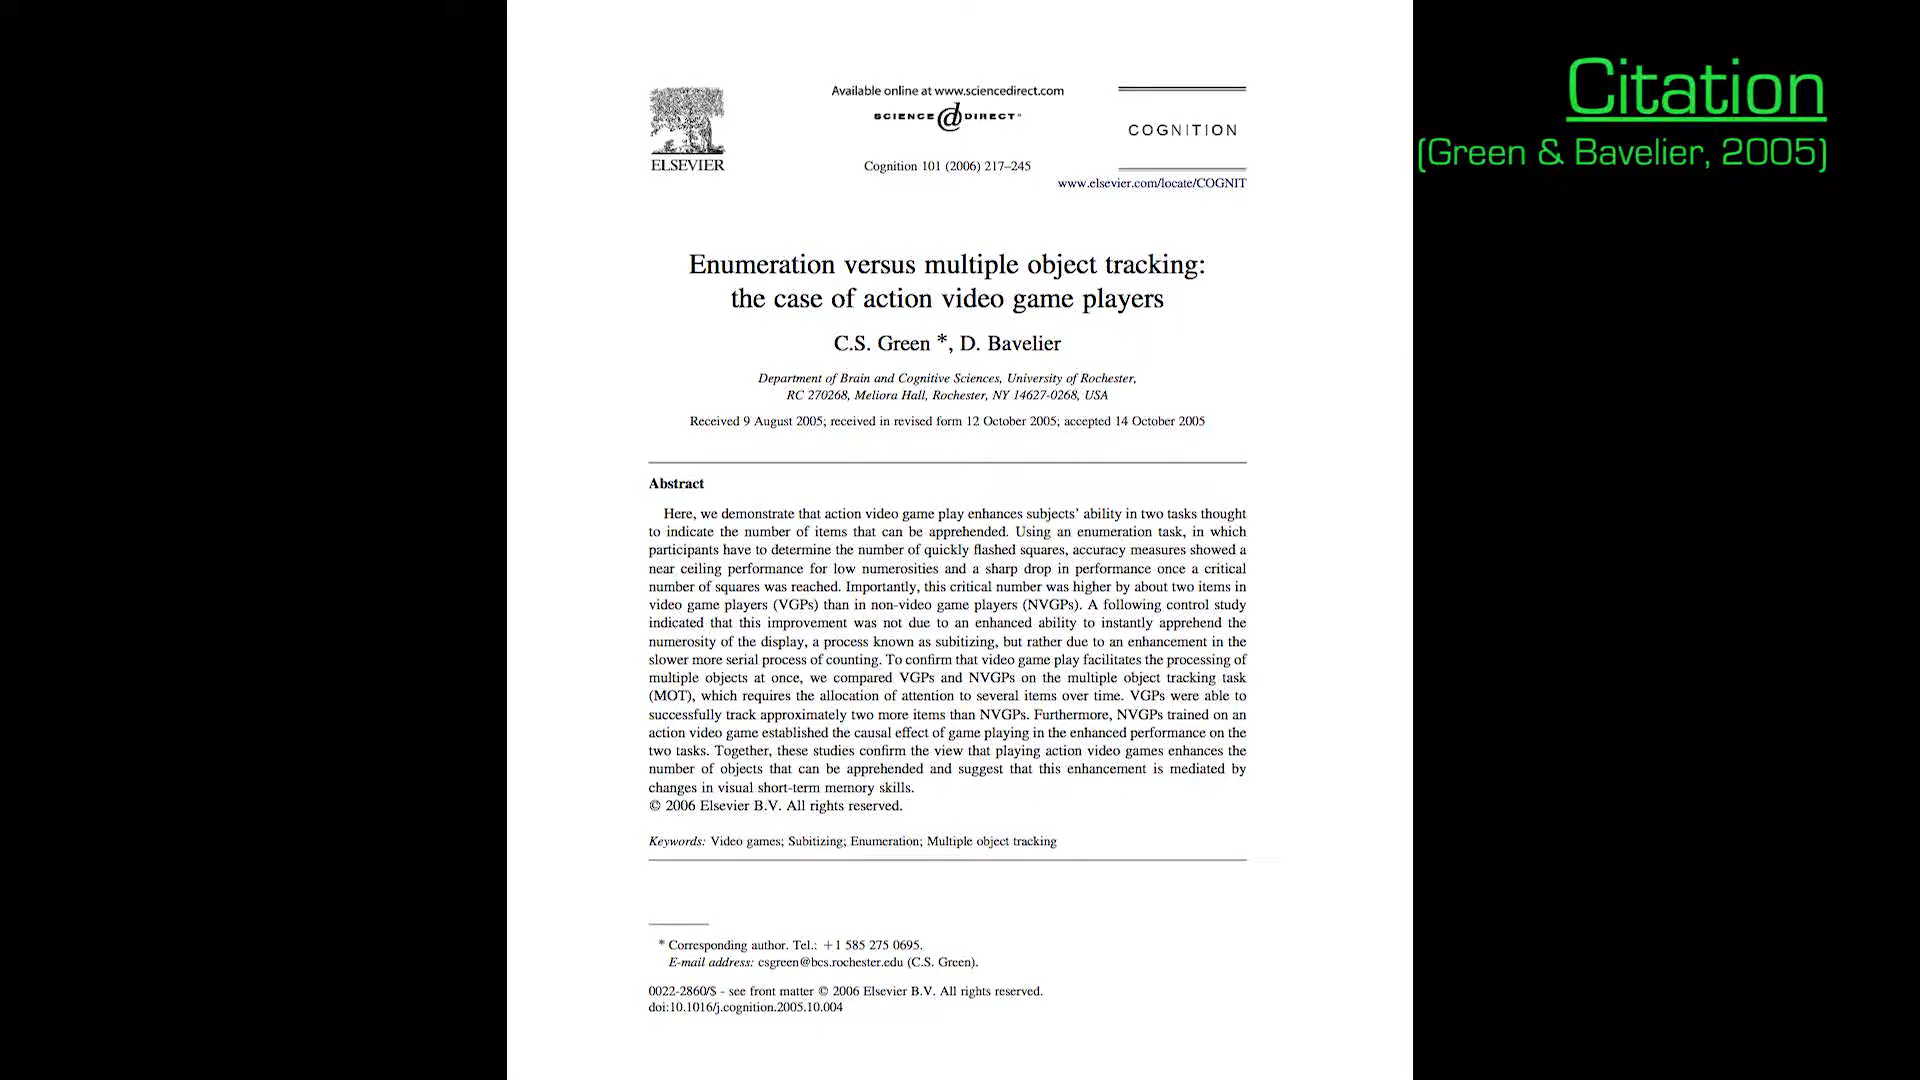 Citation
(Green & Bavelier, 2005)
Available online at www.sciencedirect.com
SCIENCE @ DIRECT®
ELSEVIER
COGNITION
Cognition 101 (2006) 217–245
www.elsevier.com/locate/COGNIT
Enumeration versus multiple object tracking:
the case of action video game players
C.S. Green *, D. Bavelier
Department of Brain and Cognitive Sciences, University of Rochester,
RC 270268, Meliora Hall, Rochester, NY 14627-0268, USA
Received 9 August 2005; received in revised form 12 October 2005; accepted 14 October 2005
Abstract
Here, we demonstrate that action video game play enhances subjects' ability in two tasks thought
to indicate the number of items that can be apprehended. Using an enumeration task, in which
participants have to determine the number of quickly flashed squares, accuracy measures showed a
near ceiling performance for low numerosities and a sharp drop in performance once a critical
number of squares was reached. Importantly, this critical number was higher by about two items in
video game players (VGPs) than in non-video game players (NVGPs). A following control study
indicated that this improvement was not due to an enhanced ability to instantly apprehend the
numerosity of the display, a process known as subitizing, but rather due to an enhancement in the
slower more serial process of counting. To confirm that video game play facilitates the processing of
multiple objects at once, we compared VGPs and NVGPs on the multiple object tracking task
(MOT), which requires the allocation of attention to several items over time. VGPs were able to
successfully track approximately two more items than NVGPs. Furthermore, NVGPs trained on an
action video game established the causal effect of game playing in the enhanced performance on the
two tasks. Together, these studies confirm the view that playing action video games enhances the
number of objects that can be apprehended and suggest that this enhancement is mediated by
changes in visual short-term memory skills.
© 2006 Elsevier B.V. All rights reserved.
Keywords: Video games; Subitizing; Enumeration; Multiple object tracking
* Corresponding author. Tel.: +1 585 275 0695.
E-mail address: csgreen@bcs.rochester.edu (C.S. Green).
0022-2860/$ - see front matter © 2006 Elsevier B.V. All rights reserved.
doi:10.1016/j.cognition.2005.10.004